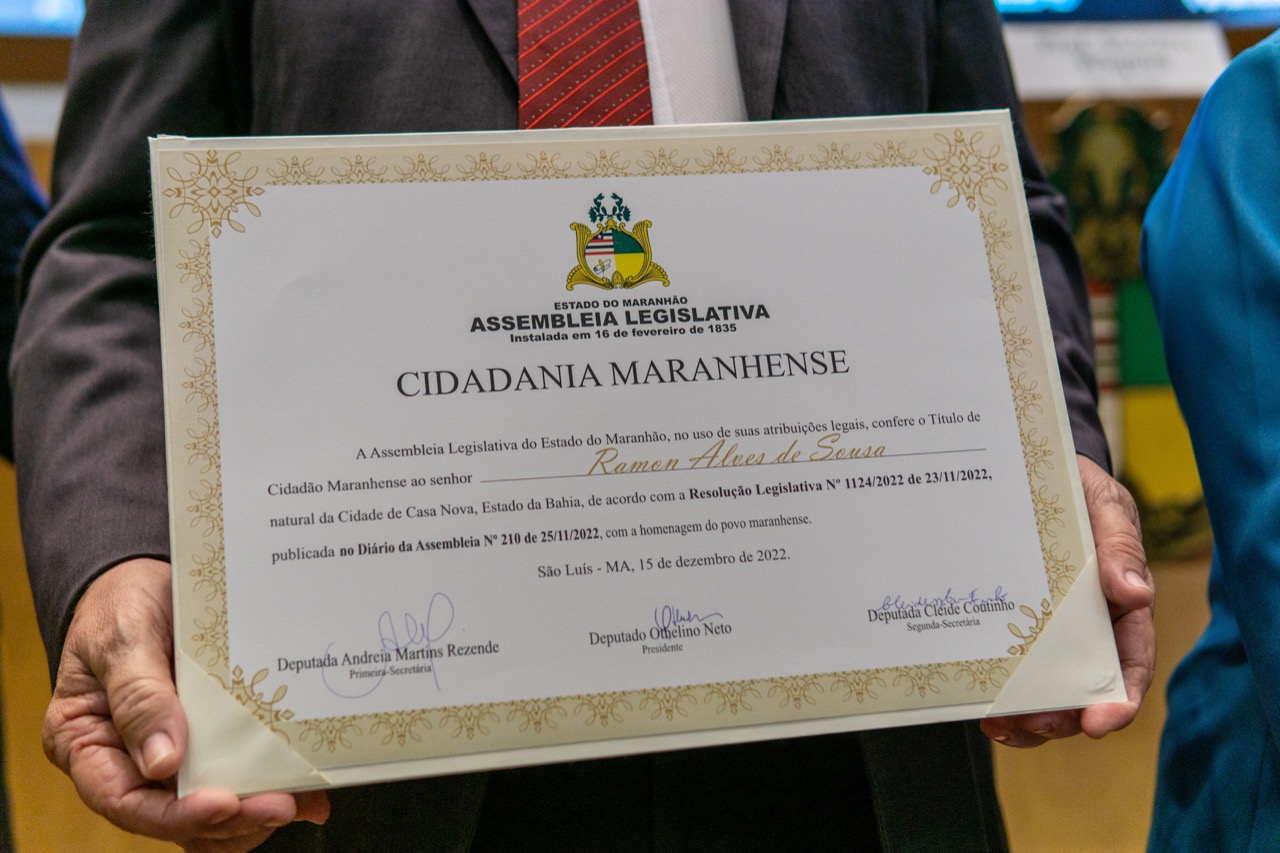 ESTADO DO MARANHÃO
ASSEMBLEIA LEGISLATIVA
Instalada em 16 de fevereiro de 1835
CIDADANIA MARANHENSE
A Assembleia Legislativa do Estado do Maranhão, no uso de suas atribuições legais, confere o Título de
Cidadão Maranhense ao senhor Ramon Alves de Sousa
natural da Cidade de Casa Nova, Estado da Bahia, de acordo com a Resolução Legislativa Nº 1124/2022 de 23/11/2022,
publicada no Diário da Assembleia Nº 210 de 25/11/2022, com a homenagem do povo maranhense.
São Luís - MA, 15 de dezembro de 2022.
Deputada Andreia Martins Rezende
Primeira-Secretária
Deputado Othelino Neto
Presidente
Deputada Cleide Coutinho
Segunda-Secretária